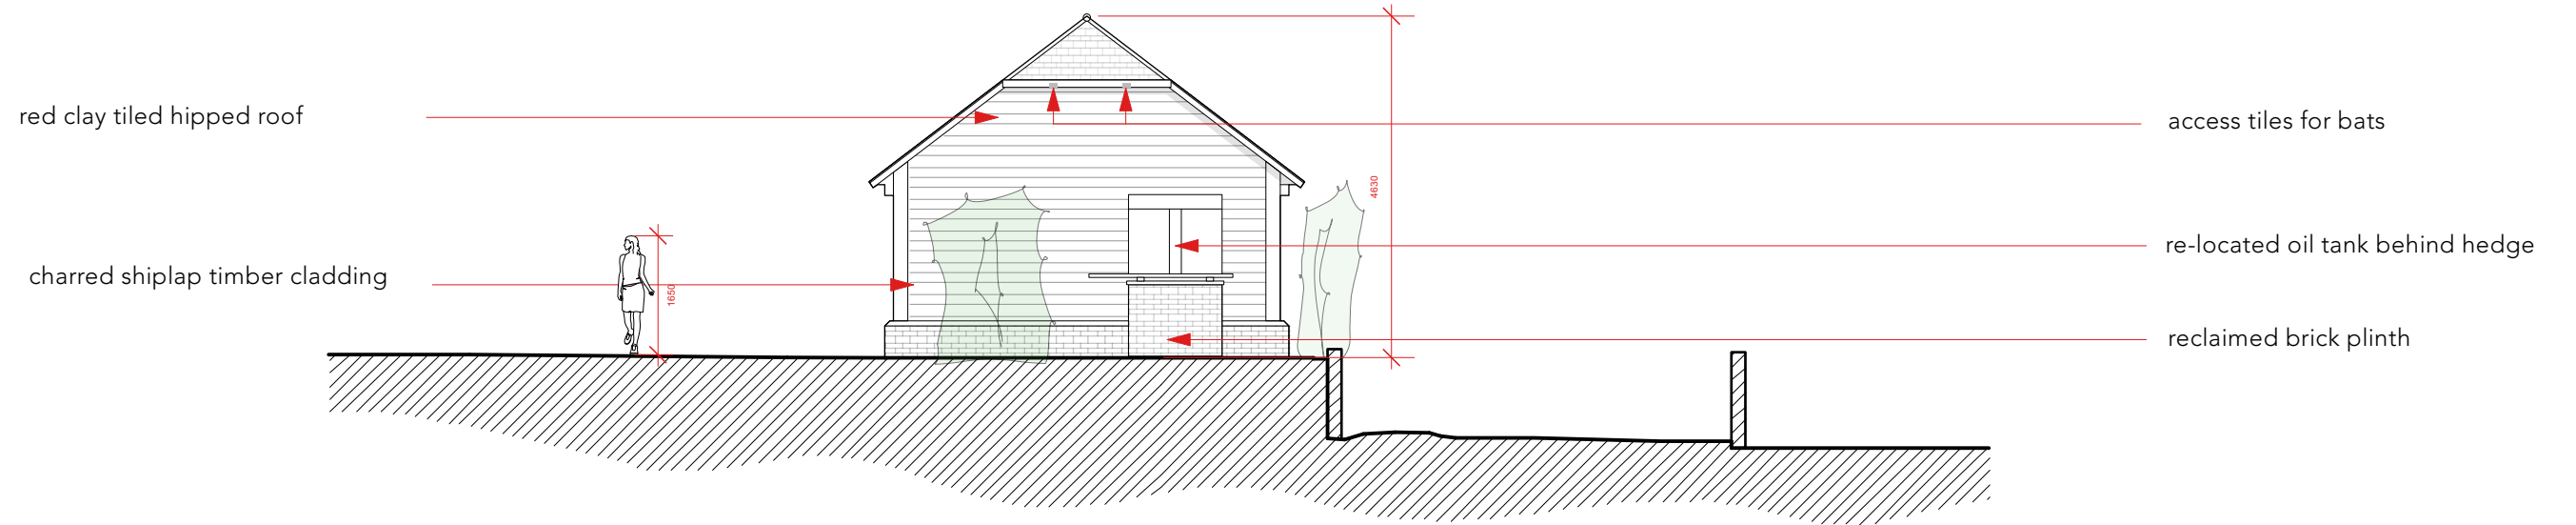 red clay tiled hipped roof
access tiles for bats
4630
re-located oil tank behind hedge
charred shiplap timber cladding
1650
reclaimed brick plinth